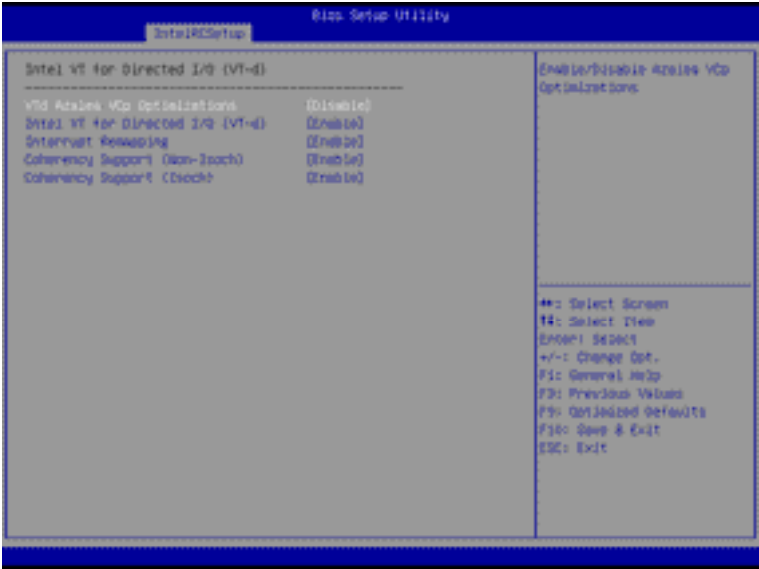 Bios Setup Utility
IntelRCSetup
Intel VT for Directed I/O (VT-d)
VTd Azalea VCp Optimizations [Disable]
Intel VT for Directed I/O (VT-d) [Enable]
Interrupt Remapping [Enable]
Coherency Support (Non-Isoch) [Enable]
Coherency Support (Isoch) [Enable]
Enable/Disable Azalea VCp
Optimizations
→←: Select Screen
↑↓: Select Item
Enter: Select
+/-: Change Opt.
F1: General Help
F3: Previous Values
F9: Optimized Defaults
F10: Save & Exit
ESC: Exit